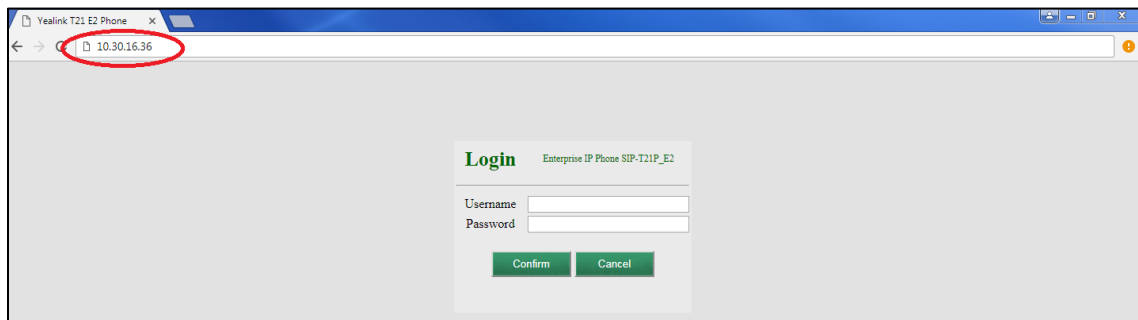 Yealink T21 E2 Phone
10.30.16.36
Login Enterprise IP Phone SIP-T21P_E2
Username
Password
Confirm Cancel